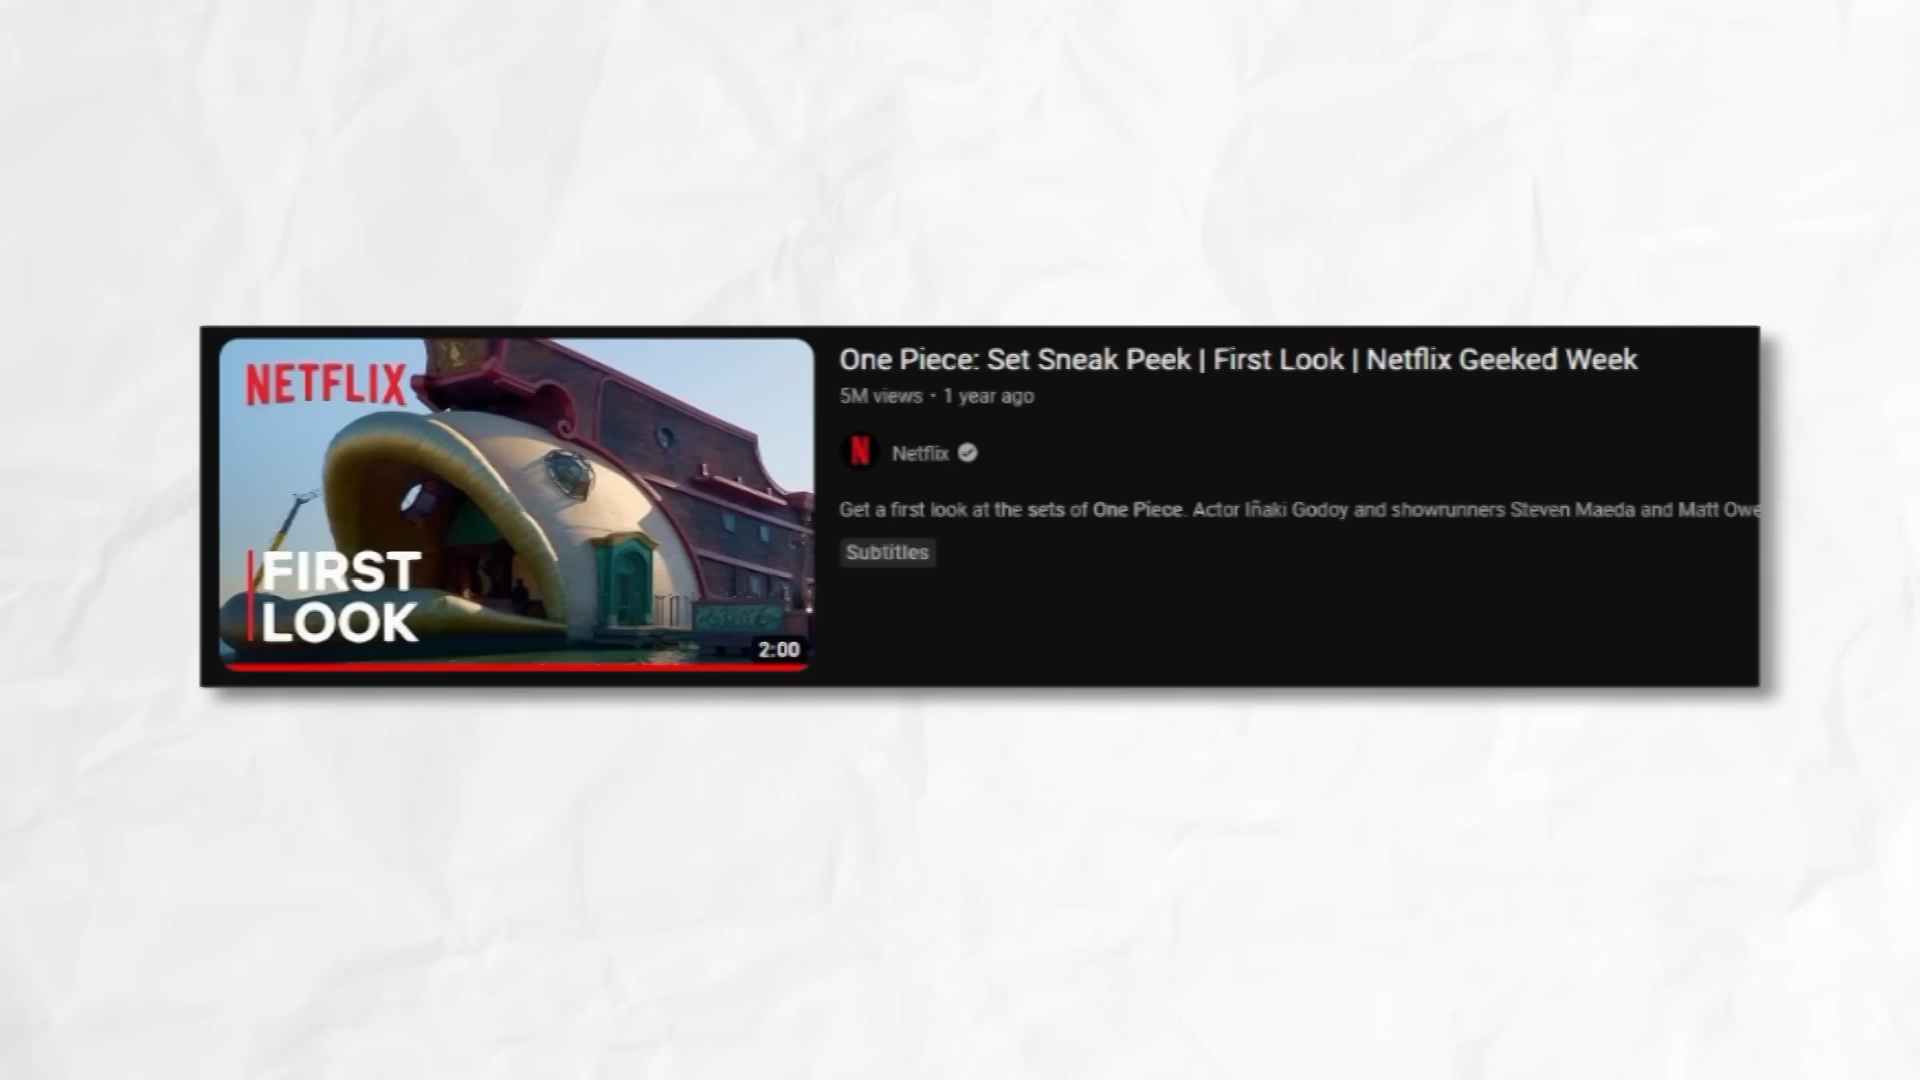 NETFLIX
FIRST
LOOK
2:00
One Piece: Set Sneak Peek | First Look | Netflix Geeked Week
5M views • 1 year ago
N
Netflix
Get a first look at the sets of One Piece. Actor Iñaki Godoy and showrunners Steven Maeda and Matt Owe
Subtitles